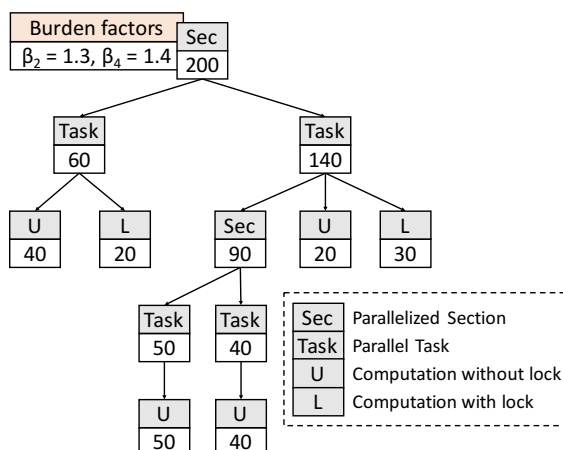 Burden factors
β2 = 1.3, β4 = 1.4
Sec
200
Task
60
Task
140
U
40
L
20
Sec
90
U
20
L
30
Task
50
Task
40
U
50
U
40
Sec Parallelized Section
Task Parallel Task
U Computation without lock
L Computation with lock